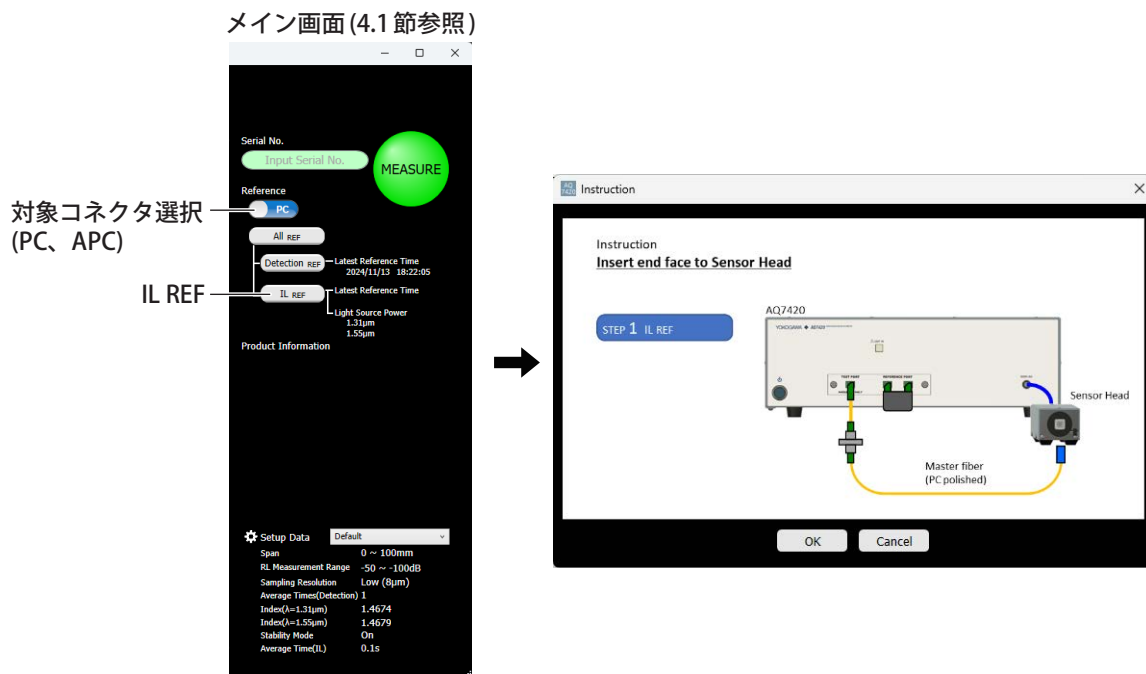 メイン画面 (4.1 節参照 )
Serial No.
Input Serial No.
MEASURE
Reference
PC
対象コネクタ選択
(PC、APC)
All REF
Detection REF
Latest Reference Time
2024/11/13 18:22:05
IL REF
IL REF
Latest Reference Time
Light Source Power
1.31μm
1.55μm
Product Information
Setup Data Default
Span 0 ~ 100mm
RL Measurement Range -50 ~ -100dB
Sampling Resolution Low (8μm)
Average Times(Detection) 1
Index(λ=1.31μm) 1.4674
Index(λ=1.55μm) 1.4679
Stability Mode On
Average Time(IL) 0.1s
AQ
7420
Instruction
Instruction
Insert end face to Sensor Head
STEP 1 IL REF
AQ7420
YOKOGAWA
TEST PORT
REFERENCE PORT
Sensor Head
Master fiber
(PC polished)
OK
Cancel